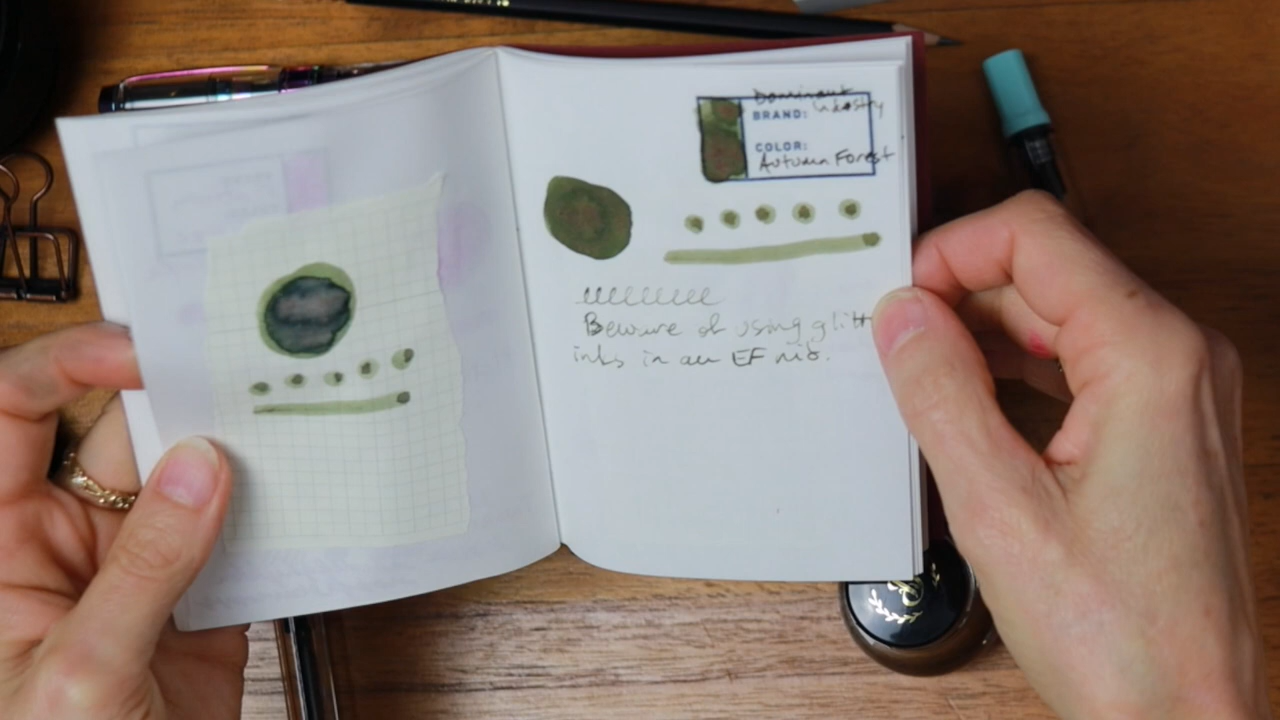 Dominant
Industry
BRAND:
COLOR:
Autumn Forest
Beware of using glitt
inks in an EF nib.